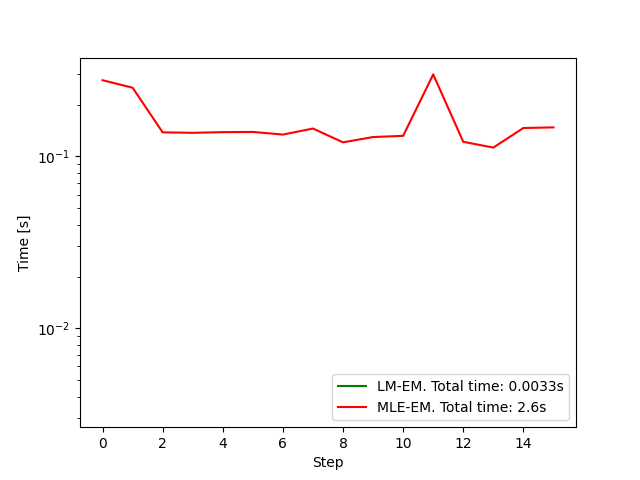 Time [s]
10⁻¹
10⁻²
0 2 4 6 8 10 12 14
Step
LM-EM. Total time: 0.0033s
MLE-EM. Total time: 2.6s